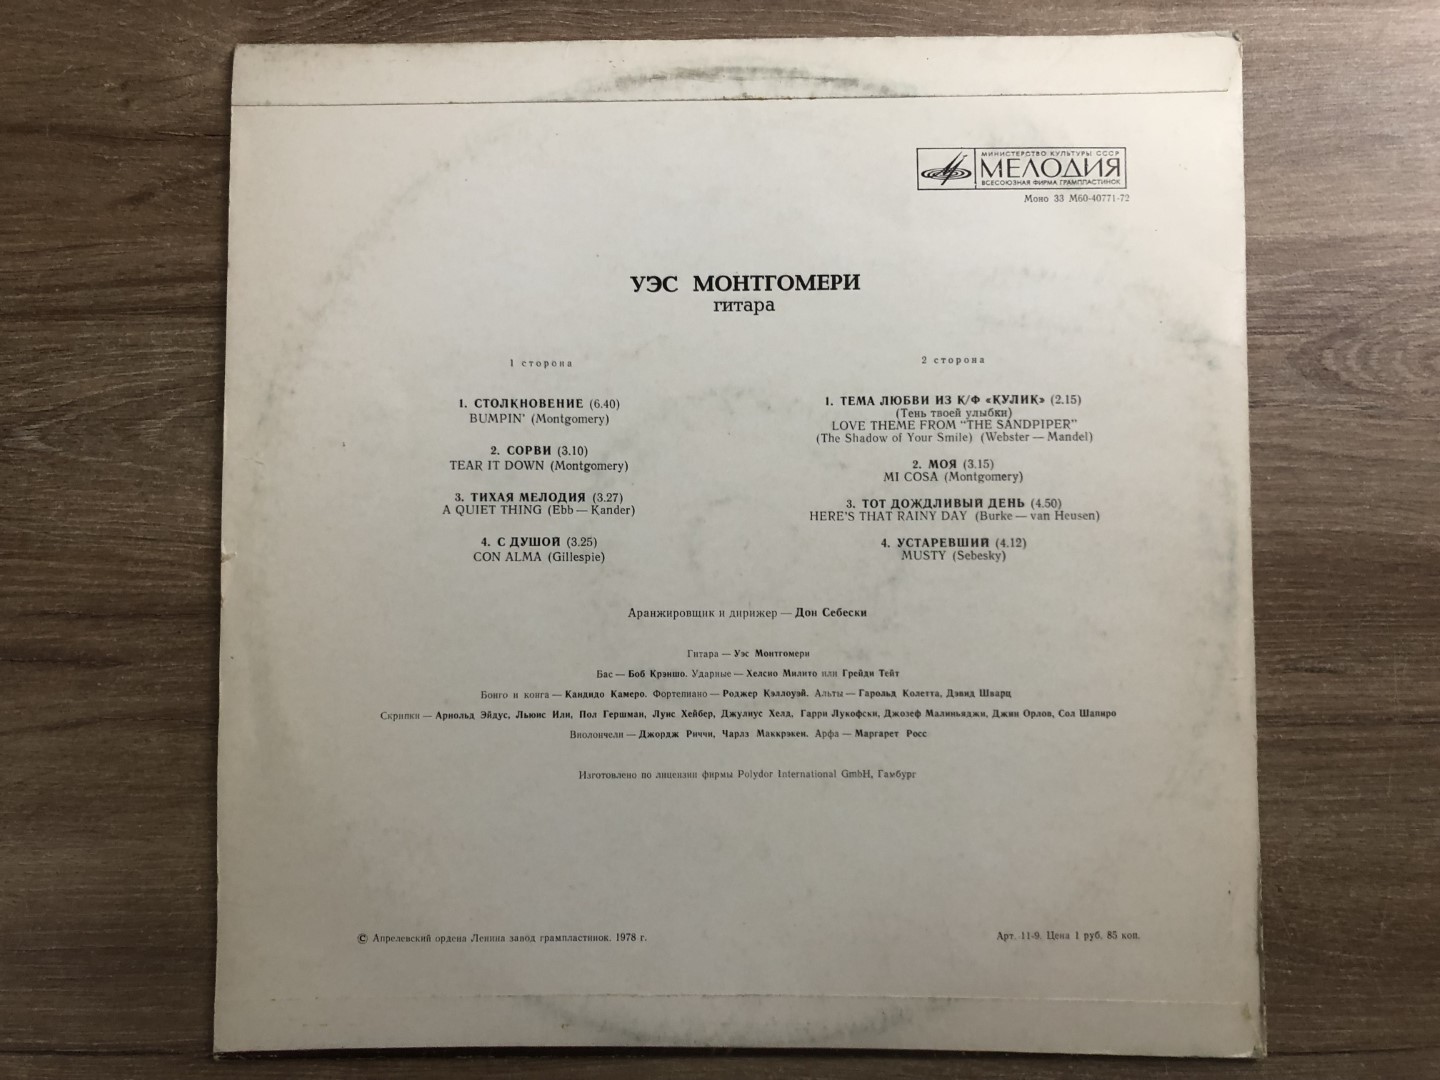 МИНИСТЕРСТВО КУЛЬТУРЫ СССР
МЕЛОДИЯ
ВСЕСОЮЗНАЯ ФИРМА ГРАМПЛАСТИНОК
Моно 33 М60-40771-72
УЭС МОНТГОМЕРИ
гитара
1 сторона
1. СТОЛКНОВЕНИЕ (6.40)
BUMPIN' (Montgomery)
2. СОРВИ (3.10)
TEAR IT DOWN (Montgomery)
3. ТИХАЯ МЕЛОДИЯ (3.27)
A QUIET THING (Ebb — Kander)
4. С ДУШОЙ (3.25)
CON ALMA (Gillespie)
2 сторона
1. ТЕМА ЛЮБВИ ИЗ К/Ф «КУЛИК» (2.15)
(Тень твоей улыбки)
LOVE THEME FROM "THE SANDPIPER"
(The Shadow of Your Smile) (Webster — Mandel)
2. МОЯ (3.15)
MI COSA (Montgomery)
3. ТОТ ДОЖДЛИВЫЙ ДЕНЬ (4.50)
HERE'S THAT RAINY DAY (Burke — van Heusen)
4. УСТАРЕВШИЙ (4.12)
MUSTY (Sebesky)
Аранжировщик и дирижер — Дон Себески
Гитара — Уэс Монтгомери
Бас — Боб Крэншо. Ударные — Хелсио Милито или Грейди Тейт
Бонго и конга — Кандидо Камеро. Фортепиано — Роджер Кэллоуэй. Альты — Гарольд Колетта, Дэвид Шварц
Скрипки — Арнольд Эйдус, Льюис Или, Пол Гершман, Луис Хейбер, Джулиус Хелд, Гарри Лукофски, Джозеф Малиньяджи, Джин Орлов, Сол Шапиро
Виолончели — Джордж Риччи, Чарлз Маккрэкен. Арфа — Маргарет Росс
Изготовлено по лицензии фирмы Polydor International GmbH, Гамбург
© Апрелевский ордена Ленина завод грампластинок. 1978 г.
Арт. 11-9. Цена 1 руб. 85 коп.